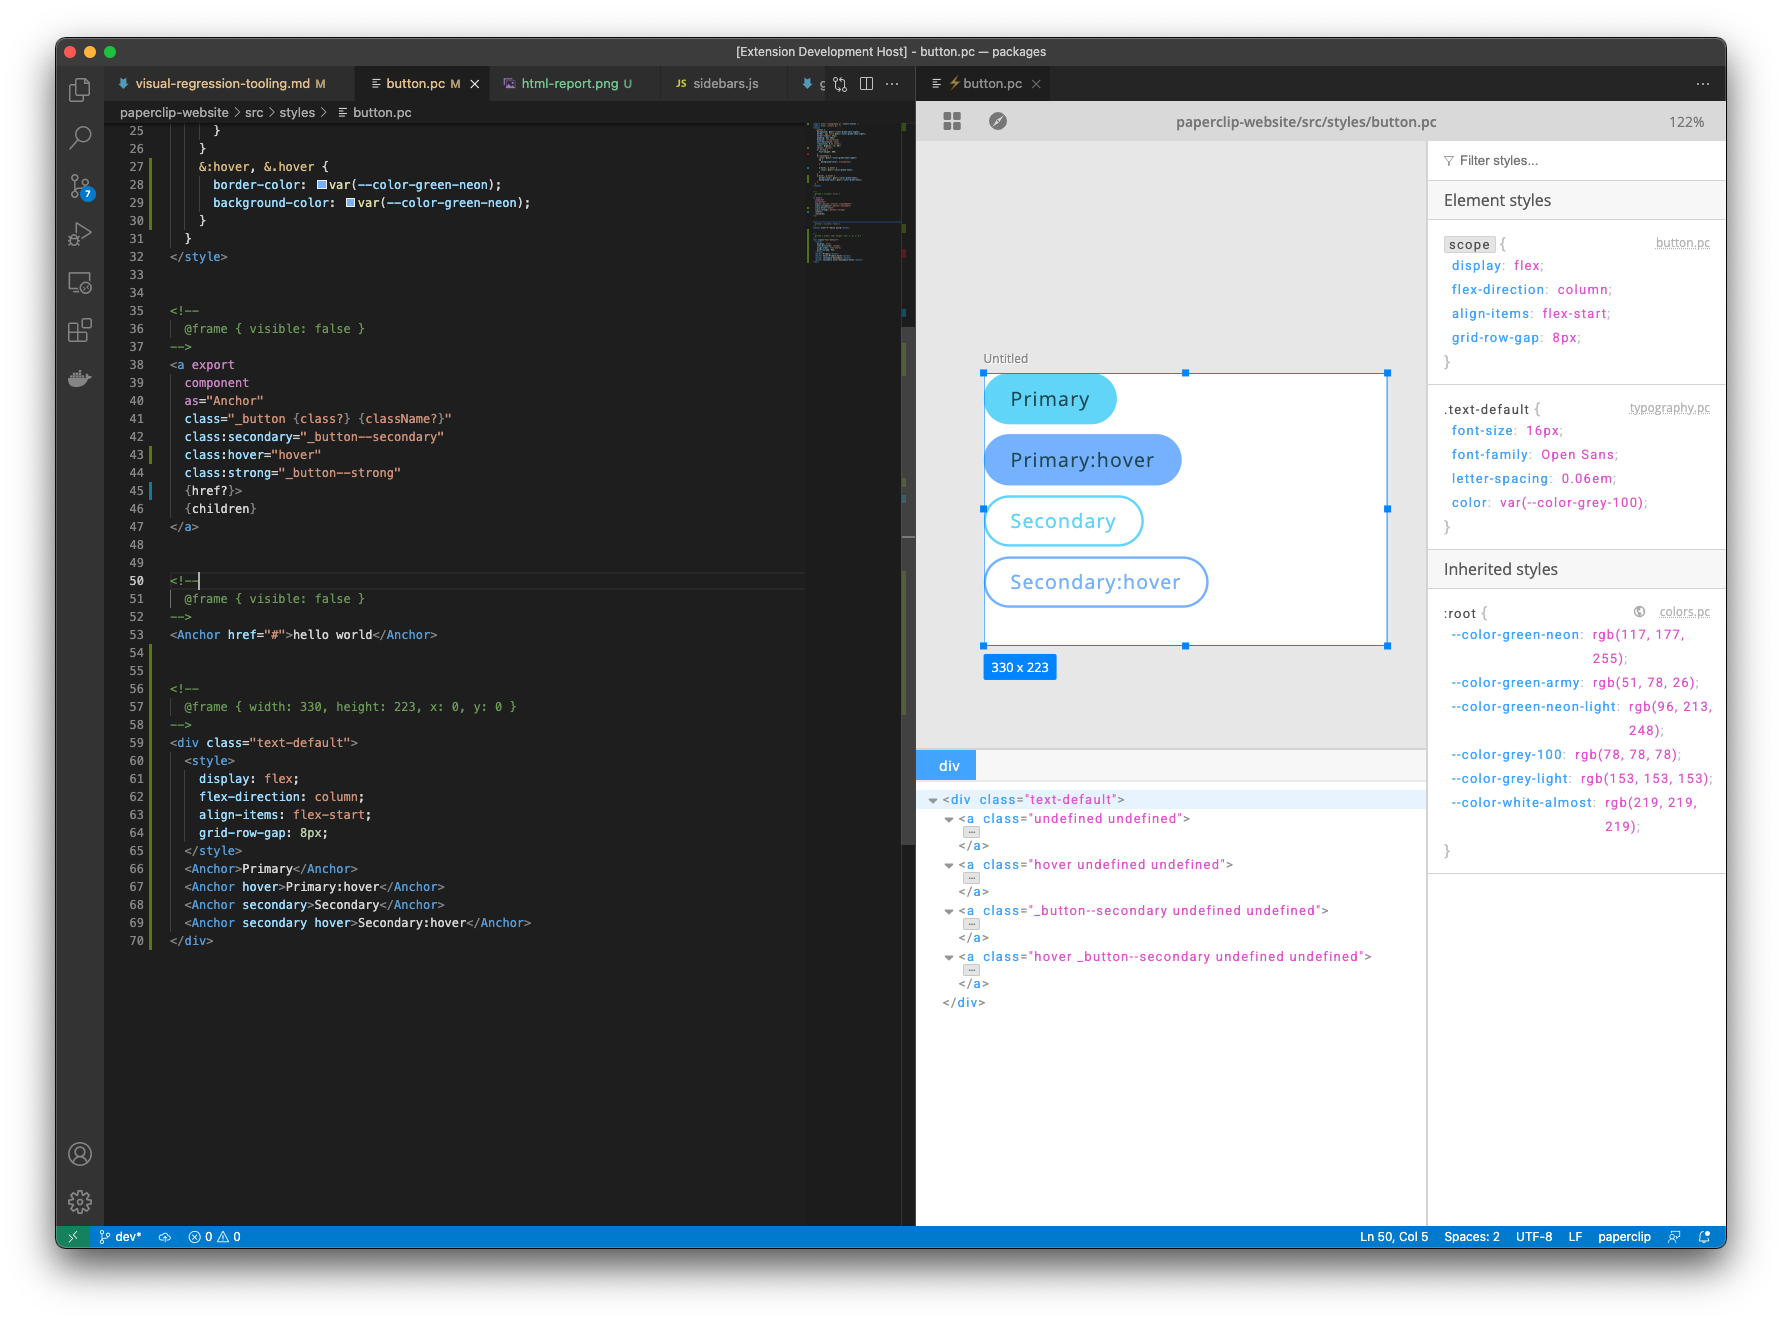 [Extension Development Host] - button.pc — packages
visual-regression-tooling.md M
button.pc M
html-report.png U
JS sidebars.js
g
⚡button.pc
paperclip-website > src > styles > button.pc
7
25 }
26 }
27 &:hover, &.hover {
28 border-color: var(--color-green-neon);
29 background-color: var(--color-green-neon);
30 }
31 }
32 </style>
33
34
35 <!--
36 @frame { visible: false }
37 -->
38 <a export
39 component
40 as="Anchor"
41 class="_button {class?} {className?}"
42 class:secondary="_button--secondary"
43 class:hover="hover"
44 class:strong="_button--strong"
45 {href?}>
46 {children}
47 </a>
48
49
50 <!--
51 @frame { visible: false }
52 -->
53 <Anchor href="#">hello world</Anchor>
54
55
56 <!--
57 @frame { width: 330, height: 223, x: 0, y: 0 }
58 -->
59 <div class="text-default">
60 <style>
61 display: flex;
62 flex-direction: column;
63 align-items: flex-start;
64 grid-row-gap: 8px;
65 </style>
66 <Anchor>Primary</Anchor>
67 <Anchor hover>Primary:hover</Anchor>
68 <Anchor secondary>Secondary</Anchor>
69 <Anchor secondary hover>Secondary:hover</Anchor>
70 </div>
paperclip-website/src/styles/button.pc
122%
Untitled
Primary
Primary:hover
Secondary
Secondary:hover
330 x 223
div
<div class="text-default">
<a class="undefined undefined">
...
</a>
<a class="hover undefined undefined">
...
</a>
<a class="_button--secondary undefined undefined">
...
</a>
<a class="hover _button--secondary undefined undefined">
...
</a>
</div>
Filter styles...
Element styles
scope { button.pc
display: flex;
flex-direction: column;
align-items: flex-start;
grid-row-gap: 8px;
}
.text-default { typography.pc
font-size: 16px;
font-family: Open Sans;
letter-spacing: 0.06em;
color: var(--color-grey-100);
}
Inherited styles
:root { colors.pc
--color-green-neon: rgb(117, 177,
255);
--color-green-army: rgb(51, 78, 26);
--color-green-neon-light: rgb(96, 213,
248);
--color-grey-100: rgb(78, 78, 78);
--color-grey-light: rgb(153, 153, 153);
--color-white-almost: rgb(219, 219,
219);
}
dev* 0 0
Ln 50, Col 5 Spaces: 2 UTF-8 LF paperclip